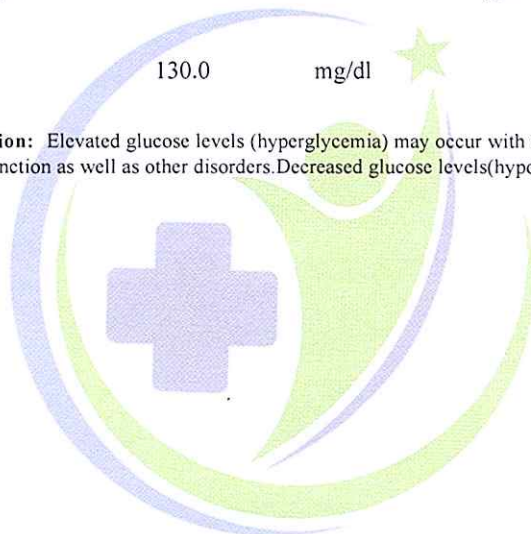 130.0 mg/dl
ion: Elevated glucose levels (hyperglycemia) may occur with
nction as well as other disorders.Decreased glucose levels(hypo